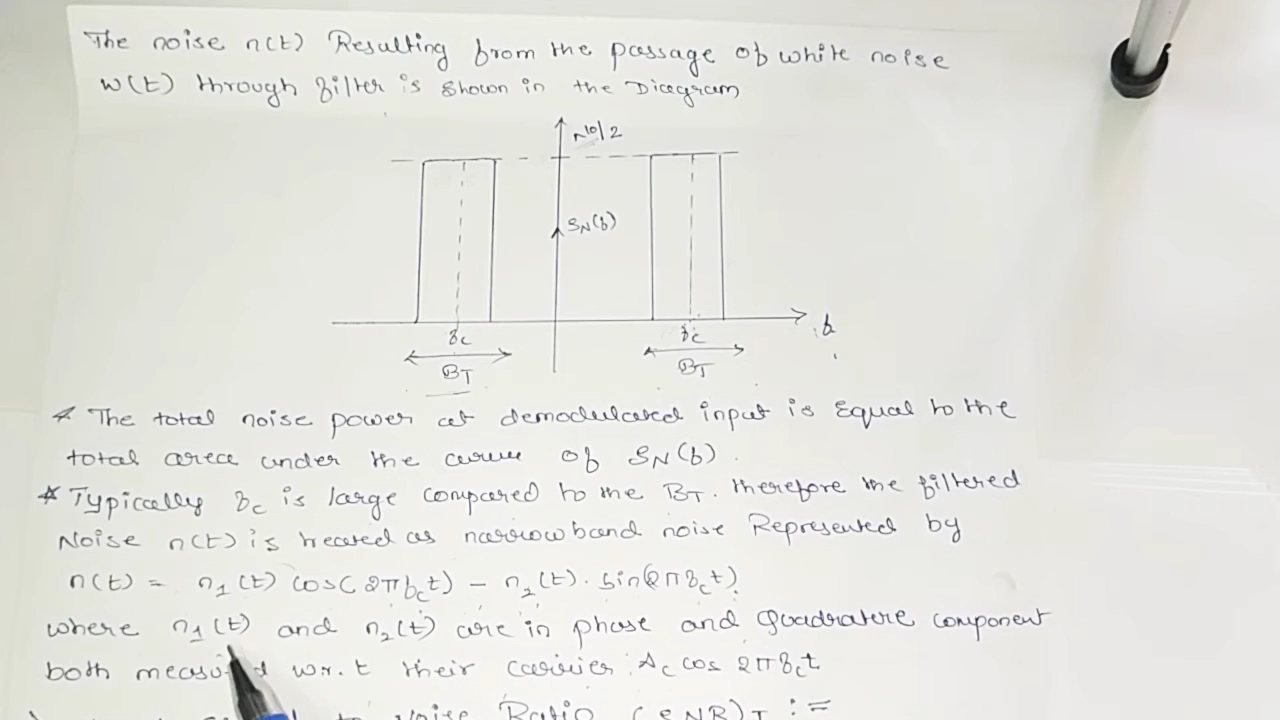 The noise n(t) Resulting from the passage of white noise
w(t) through filter is shown in the Diagram
N0/2
SN(f)
f
fc
fc
BT
BT
* The total noise power at demodulated input is Equal to the
total area under the curve of SN(f).
* Typically fc is large compared to the BT. therefore the filtered
Noise n(t) is treated as narrowband noise Represented by
n(t) = n1(t) cos(2πfct) - n2(t). sin(2πfct)
where n1(t) and n2(t) are in phase and quadrature component
both w.r.t their carrier Ac cos 2πfct
Noise Ratio (SNR)I :=